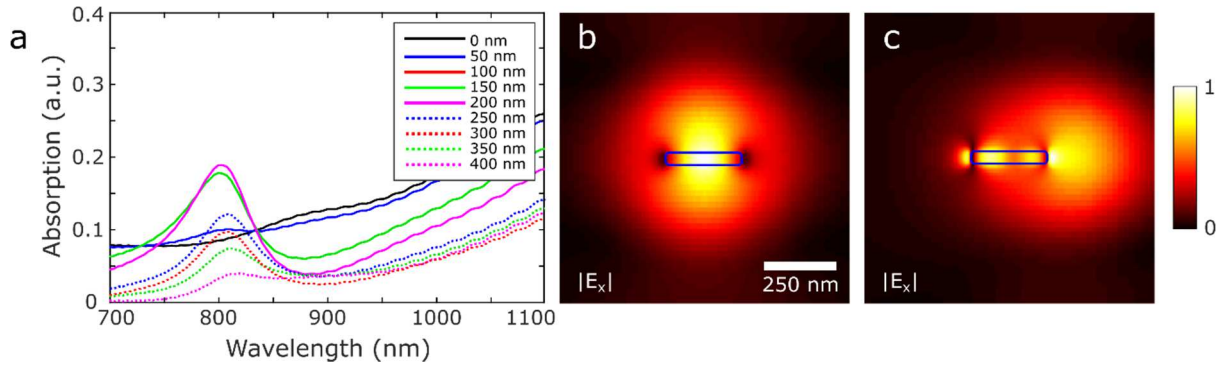 a
Absorption (a.u.)
0.4
0.3
0.2
0.1
0
700
800
900
1000
1100
Wavelength (nm)
0 nm
50 nm
100 nm
150 nm
200 nm
250 nm
300 nm
350 nm
400 nm
b
|Ex|
250 nm
c
|Ex|
1
0